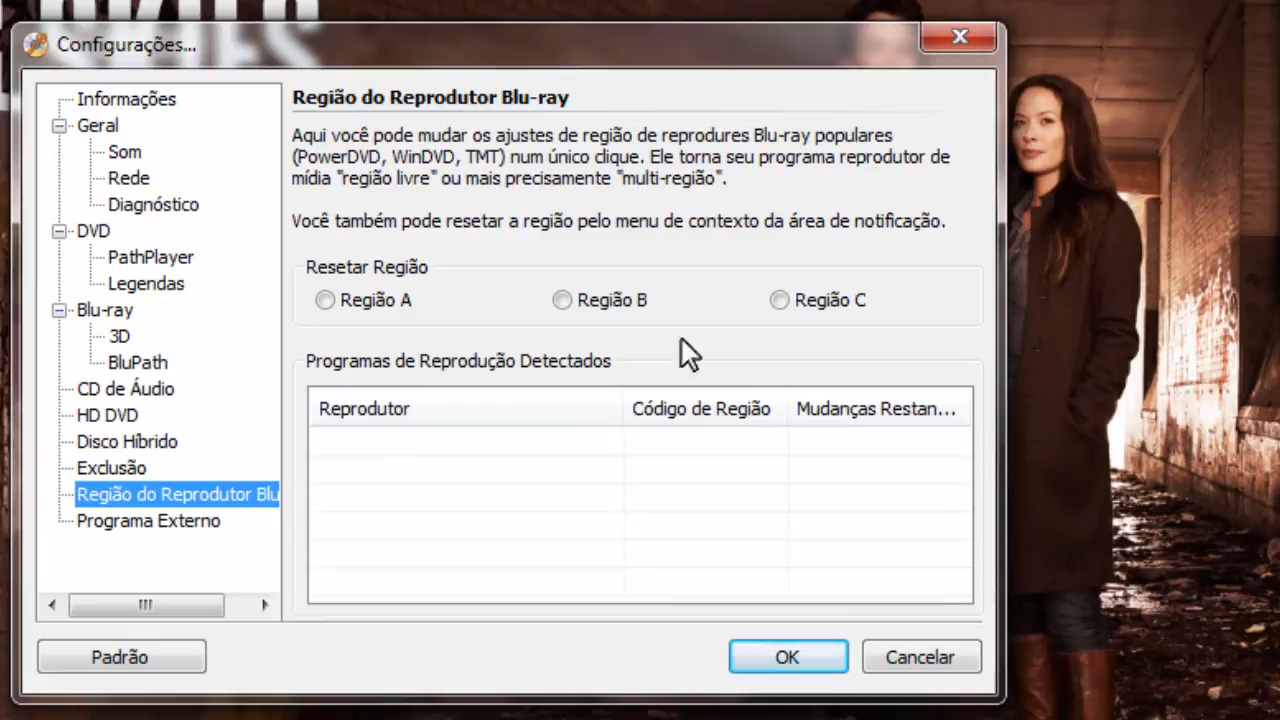 Configurações...
Informações
Geral
Som
Rede
Diagnóstico
DVD
PathPlayer
Legendas
Blu-ray
3D
BluPath
CD de Áudio
HD DVD
Disco Híbrido
Exclusão
Região do Reprodutor Blu
Programa Externo
Região do Reprodutor Blu-ray
Aqui você pode mudar os ajustes de região de reprodures Blu-ray populares
(PowerDVD, WinDVD, TMT) num único clique. Ele torna seu programa reprodutor de
mídia "região livre" ou mais precisamente "multi-região".
Você também pode resetar a região pelo menu de contexto da área de notificação.
Resetar Região
Região A Região B Região C
Programas de Reprodução Detectados
Reprodutor Código de Região Mudanças Restan...
Padrão OK Cancelar